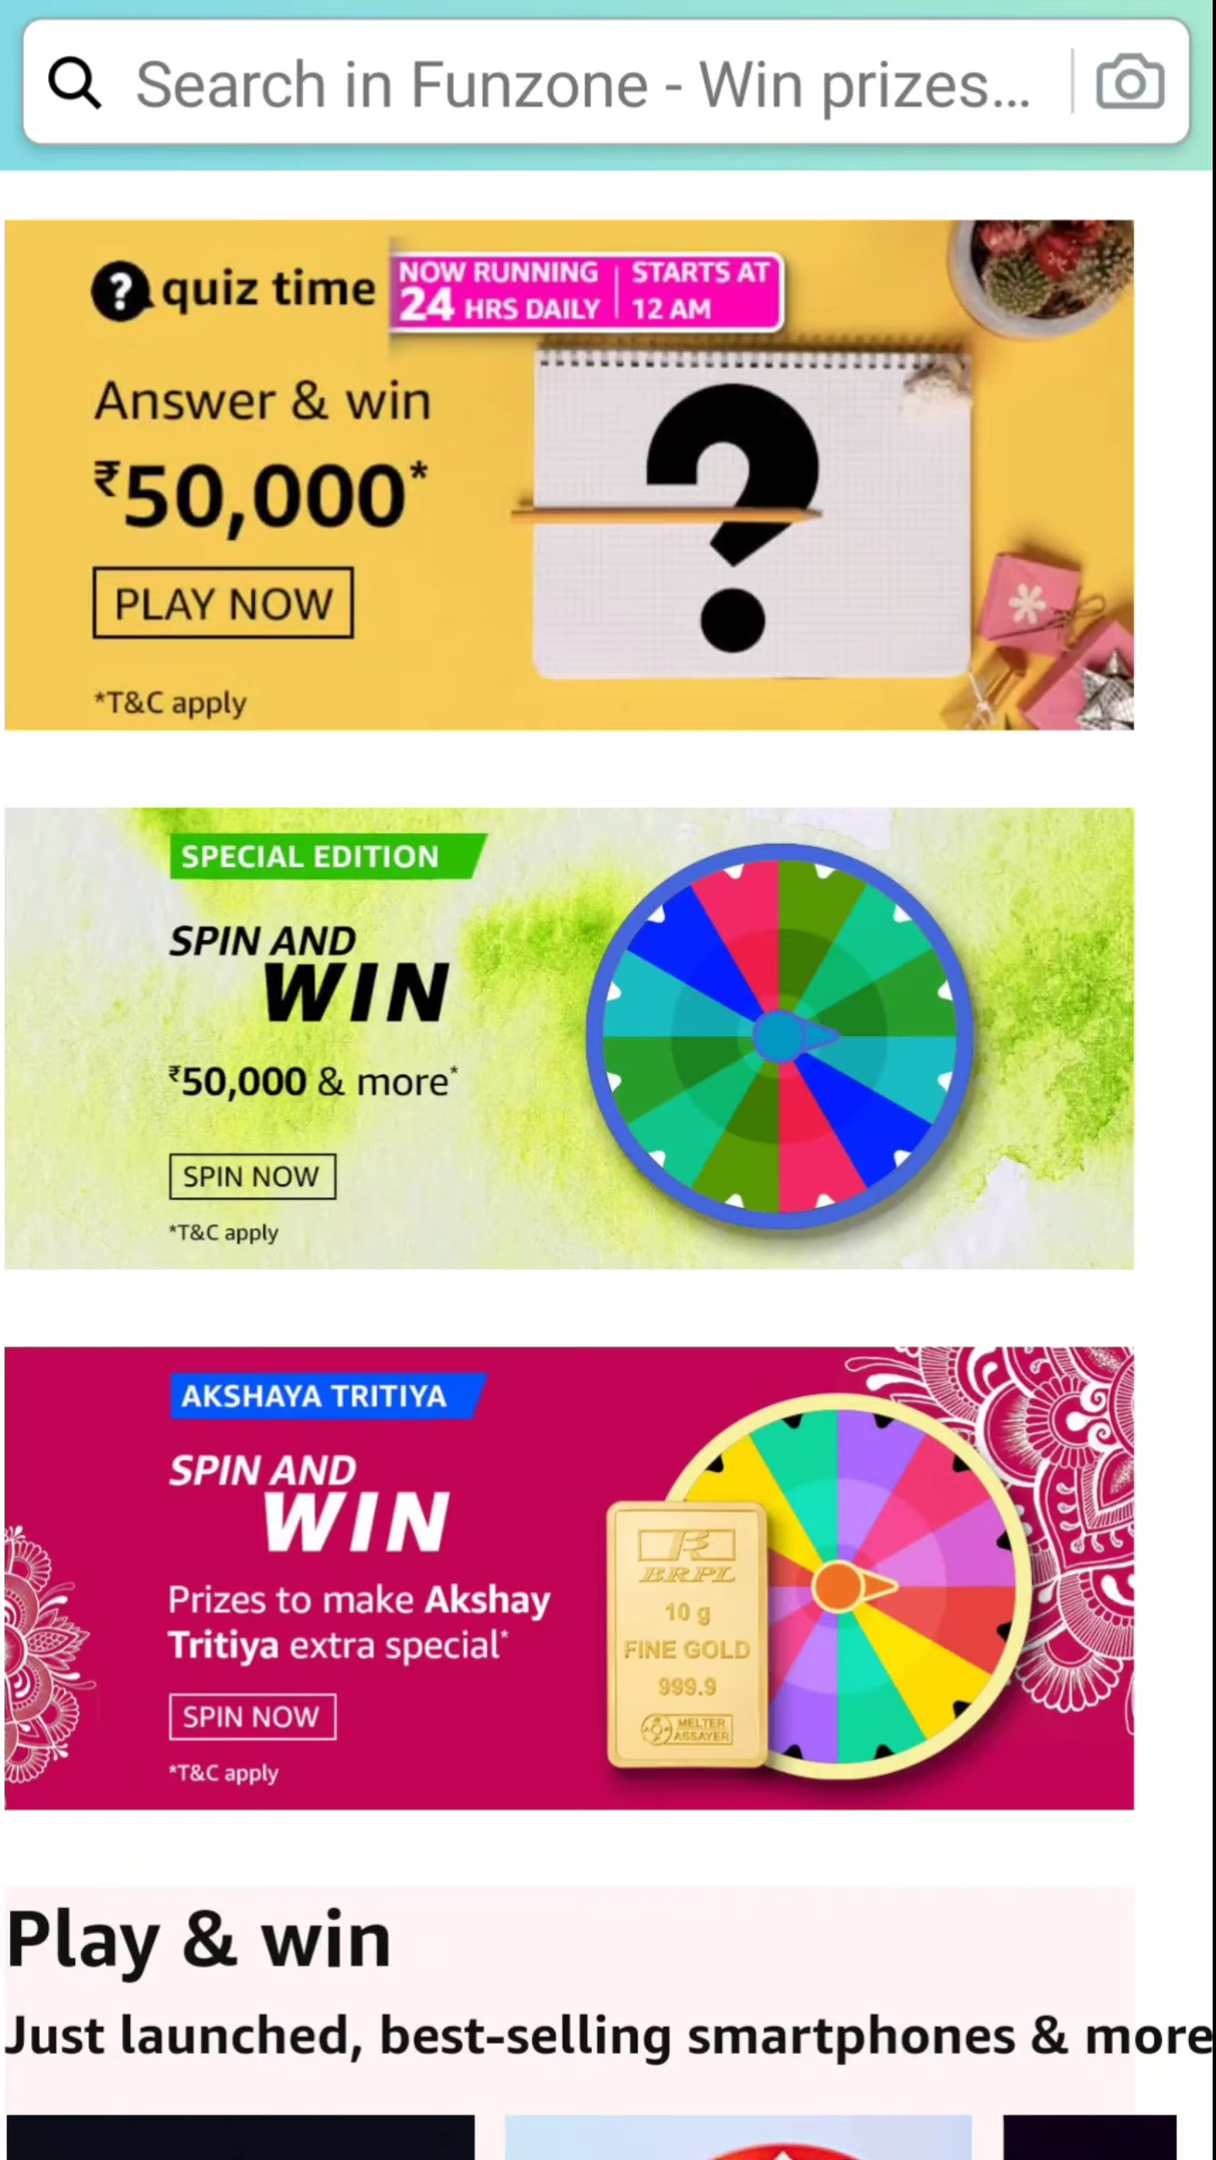 Search in Funzone - Win prizes...
? quiz time
NOW RUNNING
24 HRS DAILY
STARTS AT
12 AM
Answer & win
₹50,000*
PLAY NOW
*T&C apply
?
SPECIAL EDITION
SPIN AND
WIN
₹50,000 & more*
SPIN NOW
*T&C apply
AKSHAYA TRITIYA
SPIN AND
WIN
Prizes to make Akshay
Tritiya extra special*
SPIN NOW
*T&C apply
BRPL
10 g
FINE GOLD
999.9
MELTER
ASSAYER
Play & win
Just launched, best-selling smartphones & more